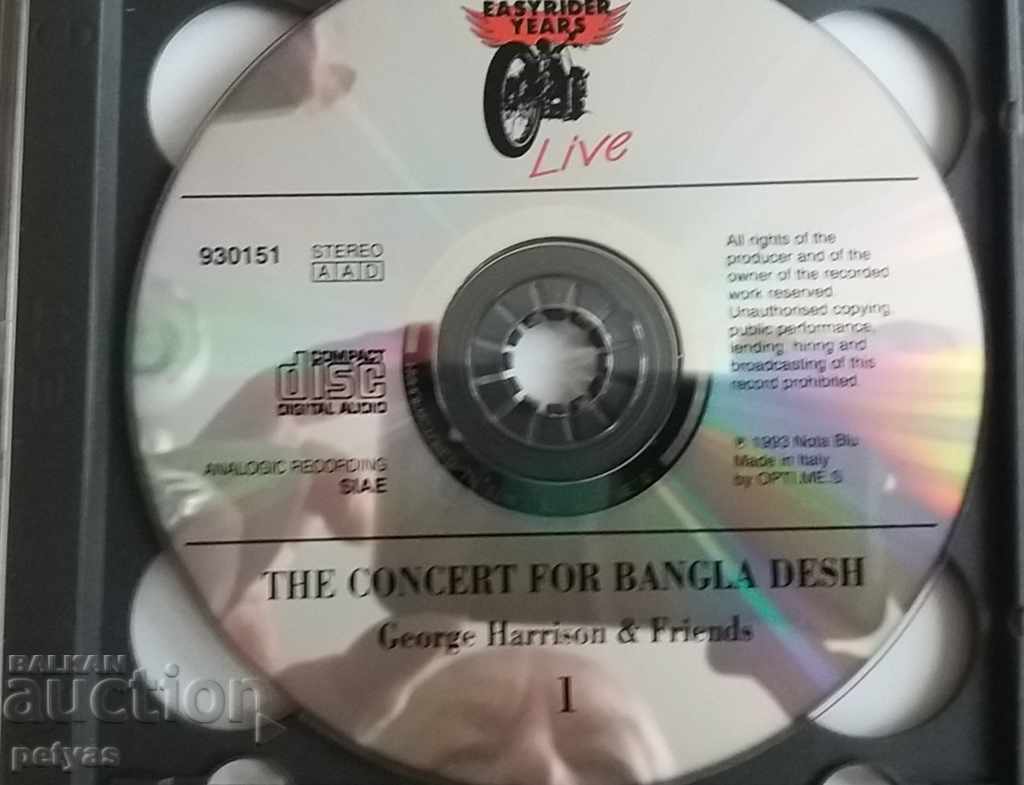 EASYRIDER
YEARS
Live
930151
STEREO
AAD
COMPACT
disc
DIGITAL AUDIO
ANALOGIC RECORDING
SIAE
All rights of the
producer and of the
owner of the recorded
work reserved.
Unauthorised copying,
public performance,
lending, hiring and
broadcasting of this
record prohibited.
℗ 1993 Nota Blu
Made in Italy
by OPTI.ME.S
THE CONCERT FOR BANGLA DESH
George Harrison & Friends
1
BALKAN
auction
petyas